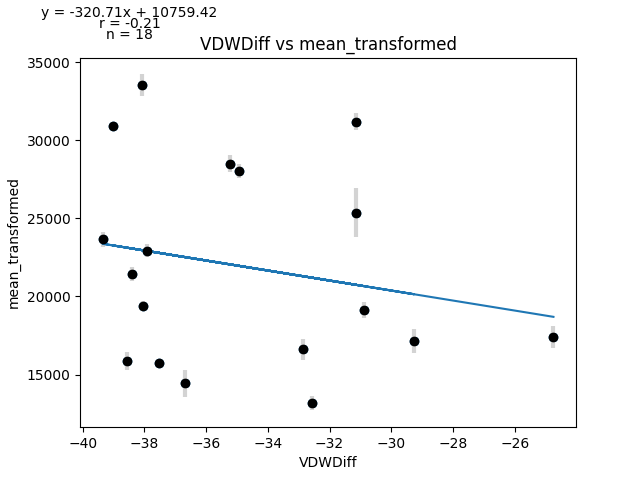 y = -320.71x + 10759.42
r = -0.21
n = 18
VDWDiff vs mean_transformed
35000
30000
25000
20000
15000
mean_transformed
−40
−38
−36
−34
−32
−30
−28
−26
VDWDiff